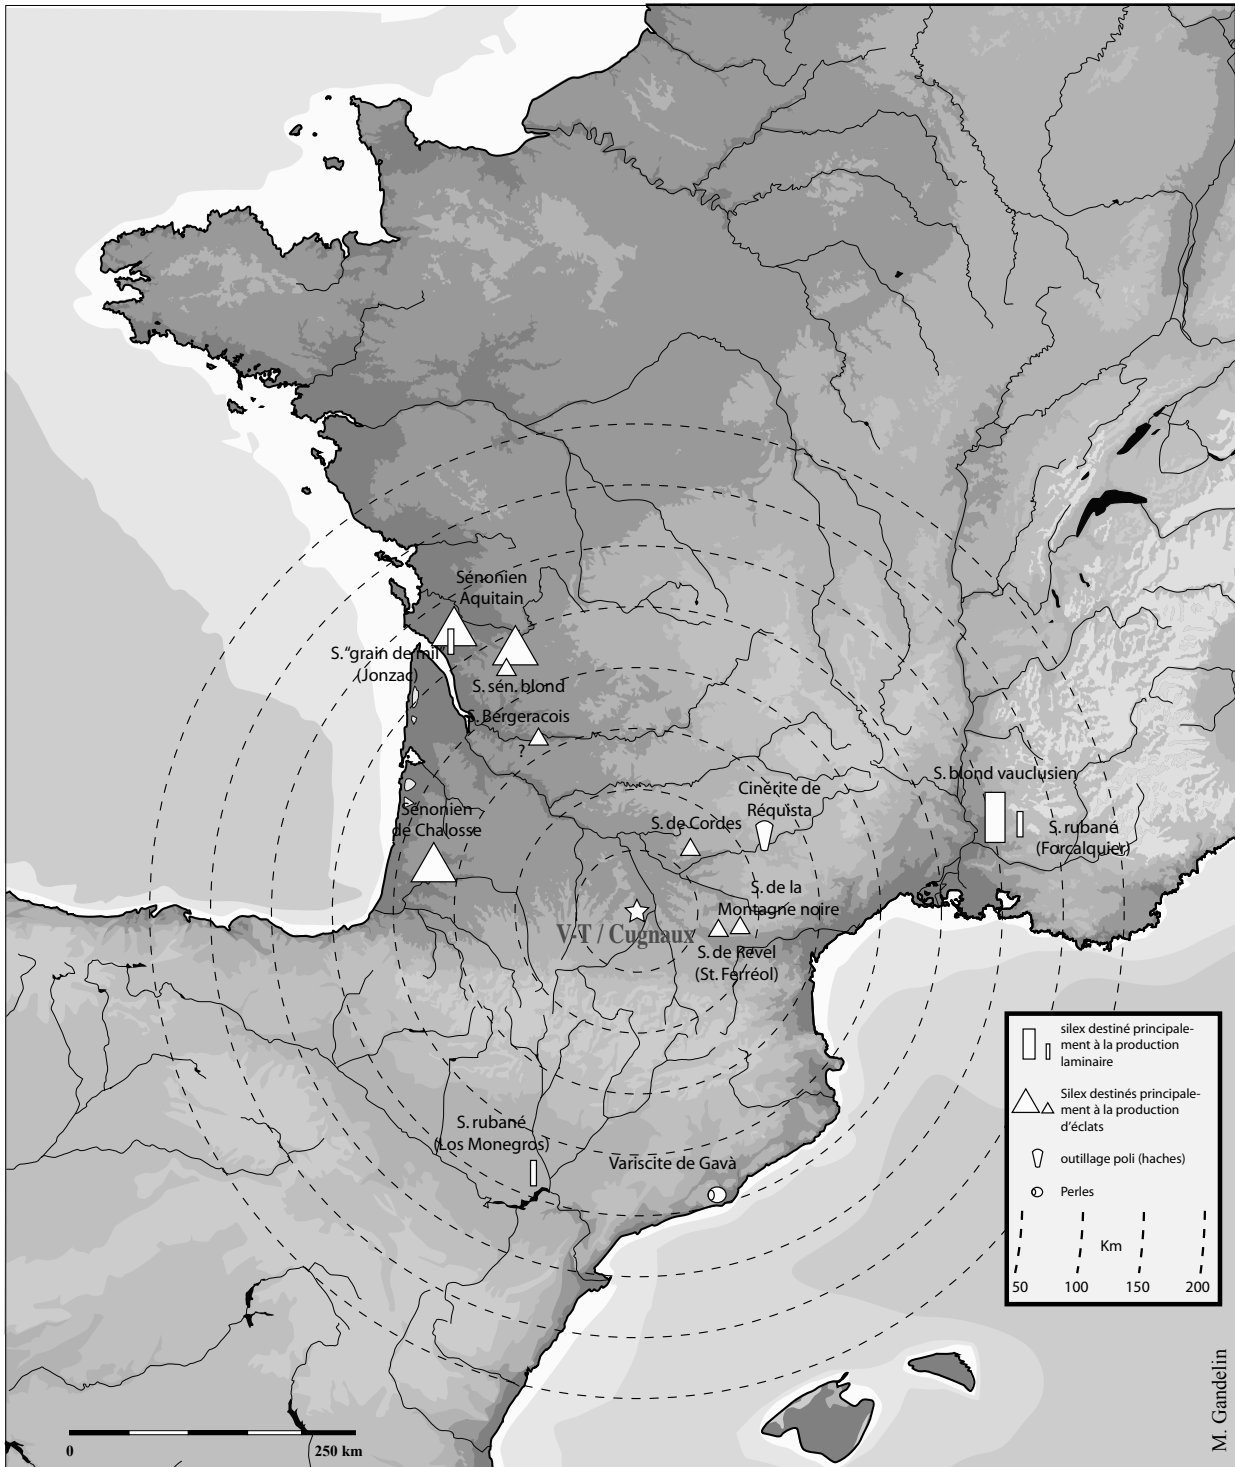 Sénonien
Aquitain
S. “grain de mil”
(Jonzac)
S. sén. blond
S. Bergeracois
?
Sénonien
de Chalosse
S. blond vauclusien
Cinérite de
Réquista
S. de Cordes
S. rubané
(Forcalquier)
S. de la
Montagne noire
V-T / Cugnaux
S. de Revel
(St. Ferréol)
S. rubané
(Los Monegros)
Variscite de Gavà
silex destiné principale-
ment à la production
laminaire
Silex destinés principale-
ment à la production
d'éclats
outillage poli (haches)
Perles
Km
50 100 150 200
0 250 km
M. Gandelin